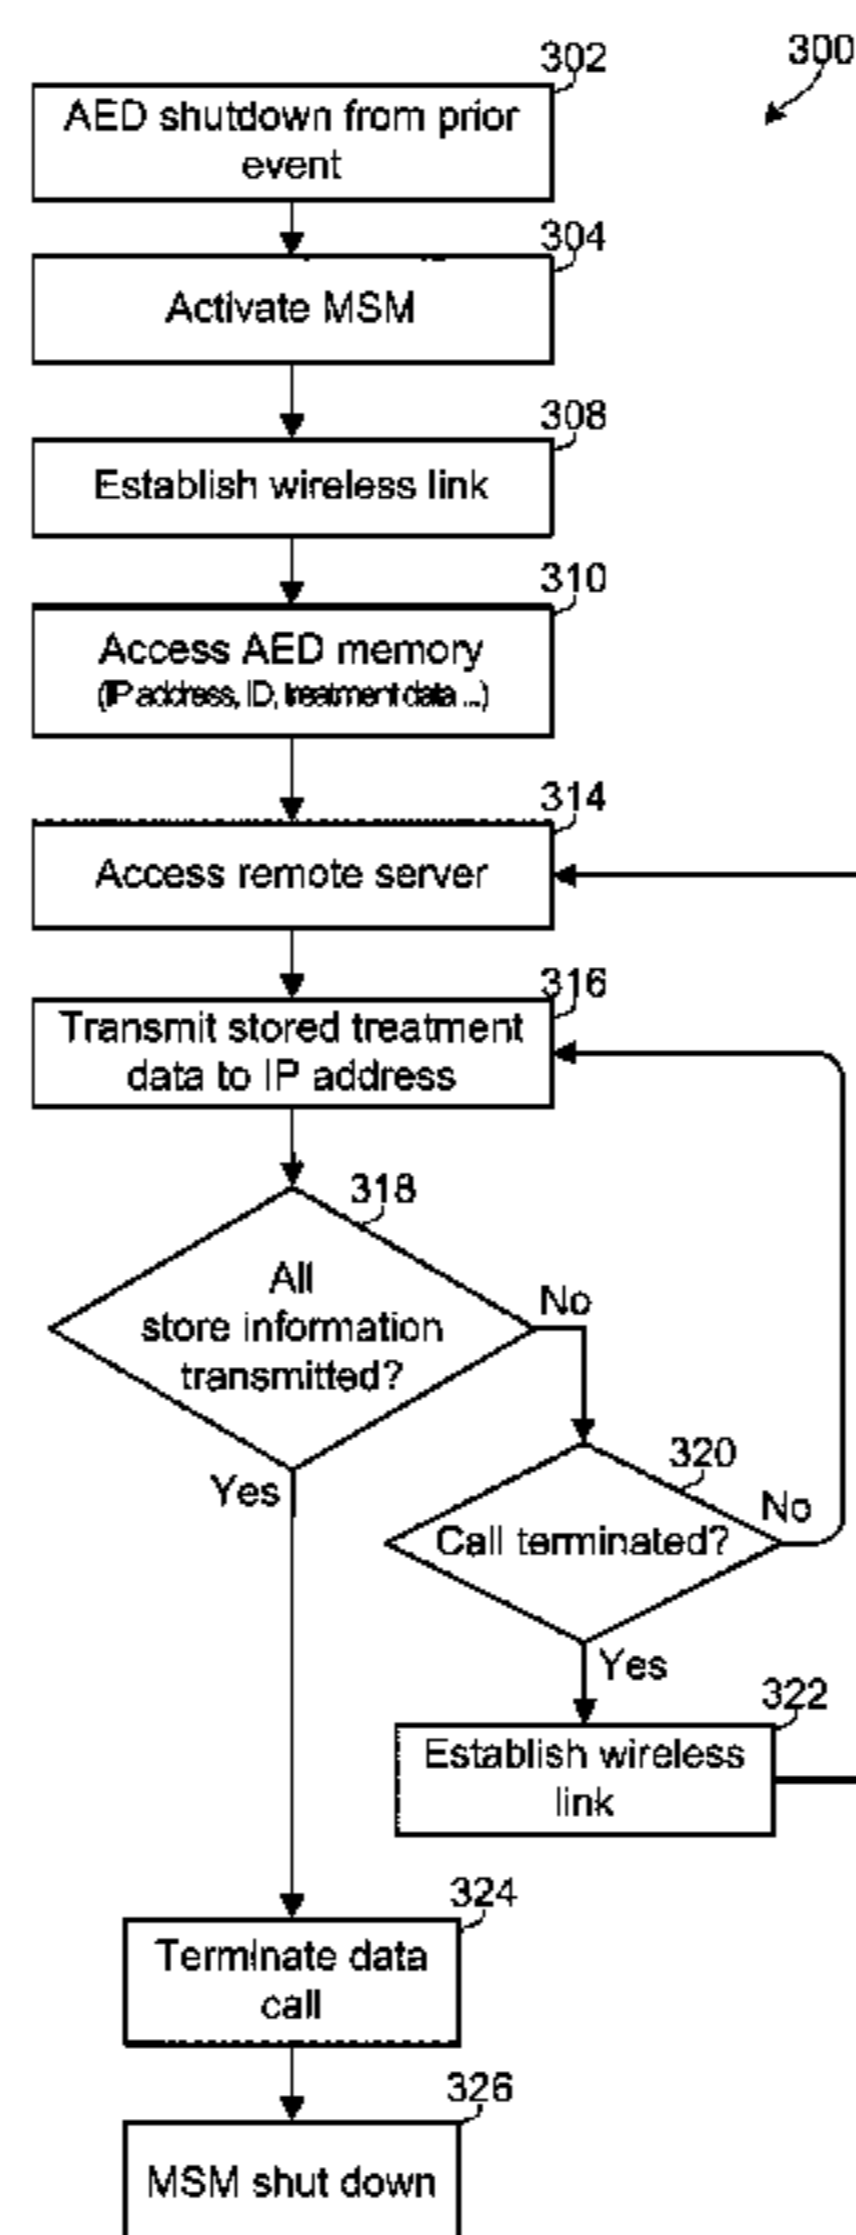 300
302
AED shutdown from prior
event
304
Activate MSM
308
Establish wireless link
310
Access AED memory
(IP address, ID, treatment data ...)
314
Access remote server
316
Transmit stored treatment
data to IP address
318
All
store information
transmitted?
No
Yes
320
Call terminated?
No
Yes
322
Establish wireless
link
324
Terminate data
call
326
MSM shut down